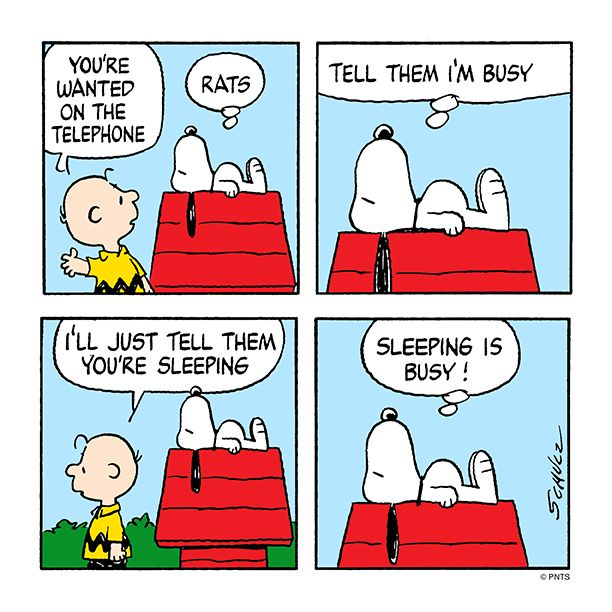 YOU'RE
WANTED
ON THE
TELEPHONE
RATS
TELL THEM I'M BUSY
I'LL JUST TELL THEM
YOU'RE SLEEPING
SLEEPING IS
BUSY!
SCHULZ
© PNTS